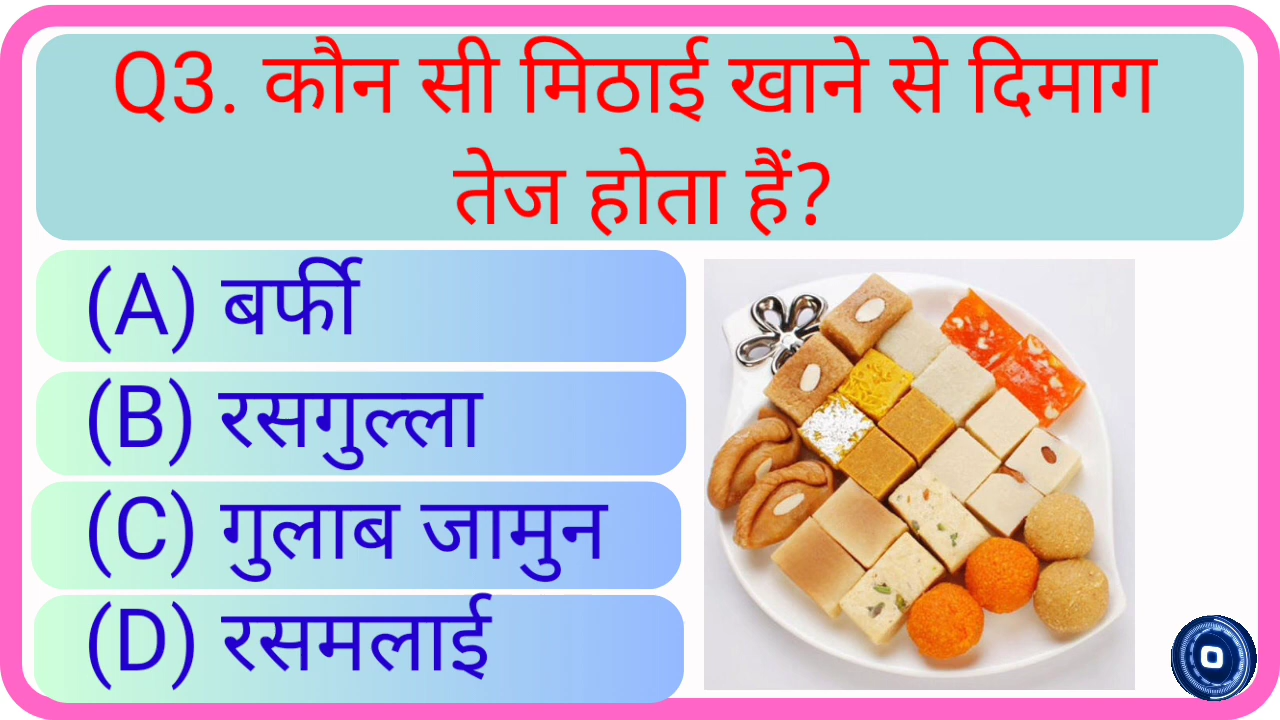 Q3. कौन सी मिठाई खाने से दिमाग
तेज होता हैं?
(A) बर्फी
(B) रसगुल्ला
(C) गुलाब जामुन
(D) रसमलाई